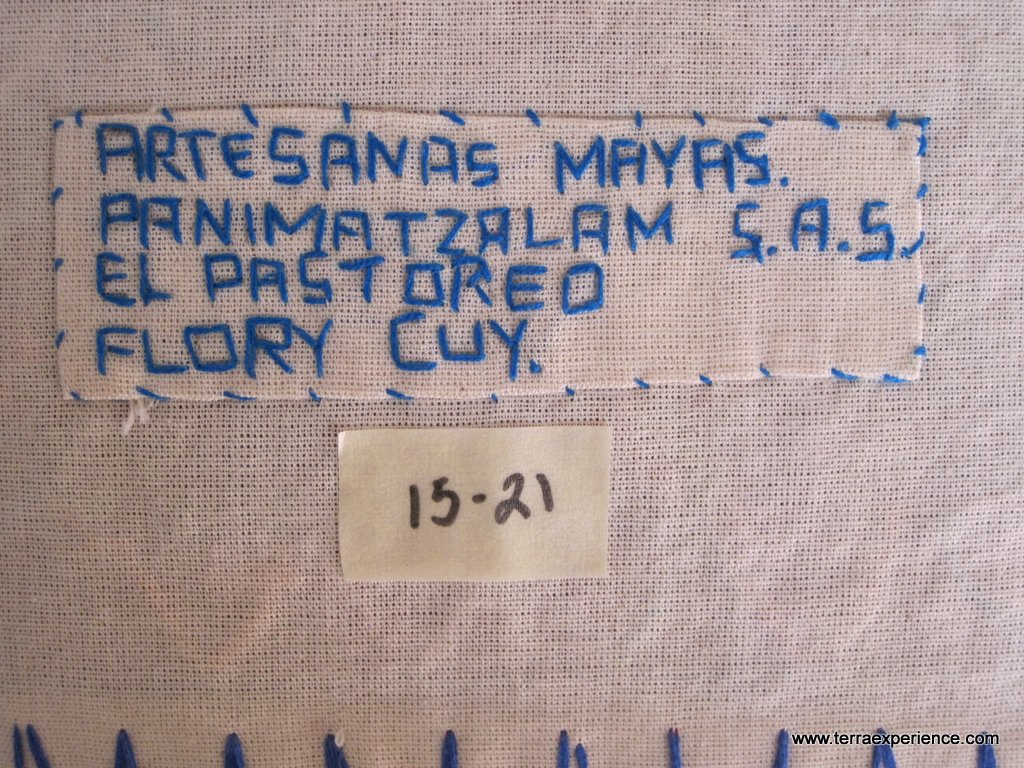 ARTESANAS MAYAS.
PANIMATZALAM S.A.S.
EL PASTOREO
FLORY CUY.
15-21
www.terraexperience.com